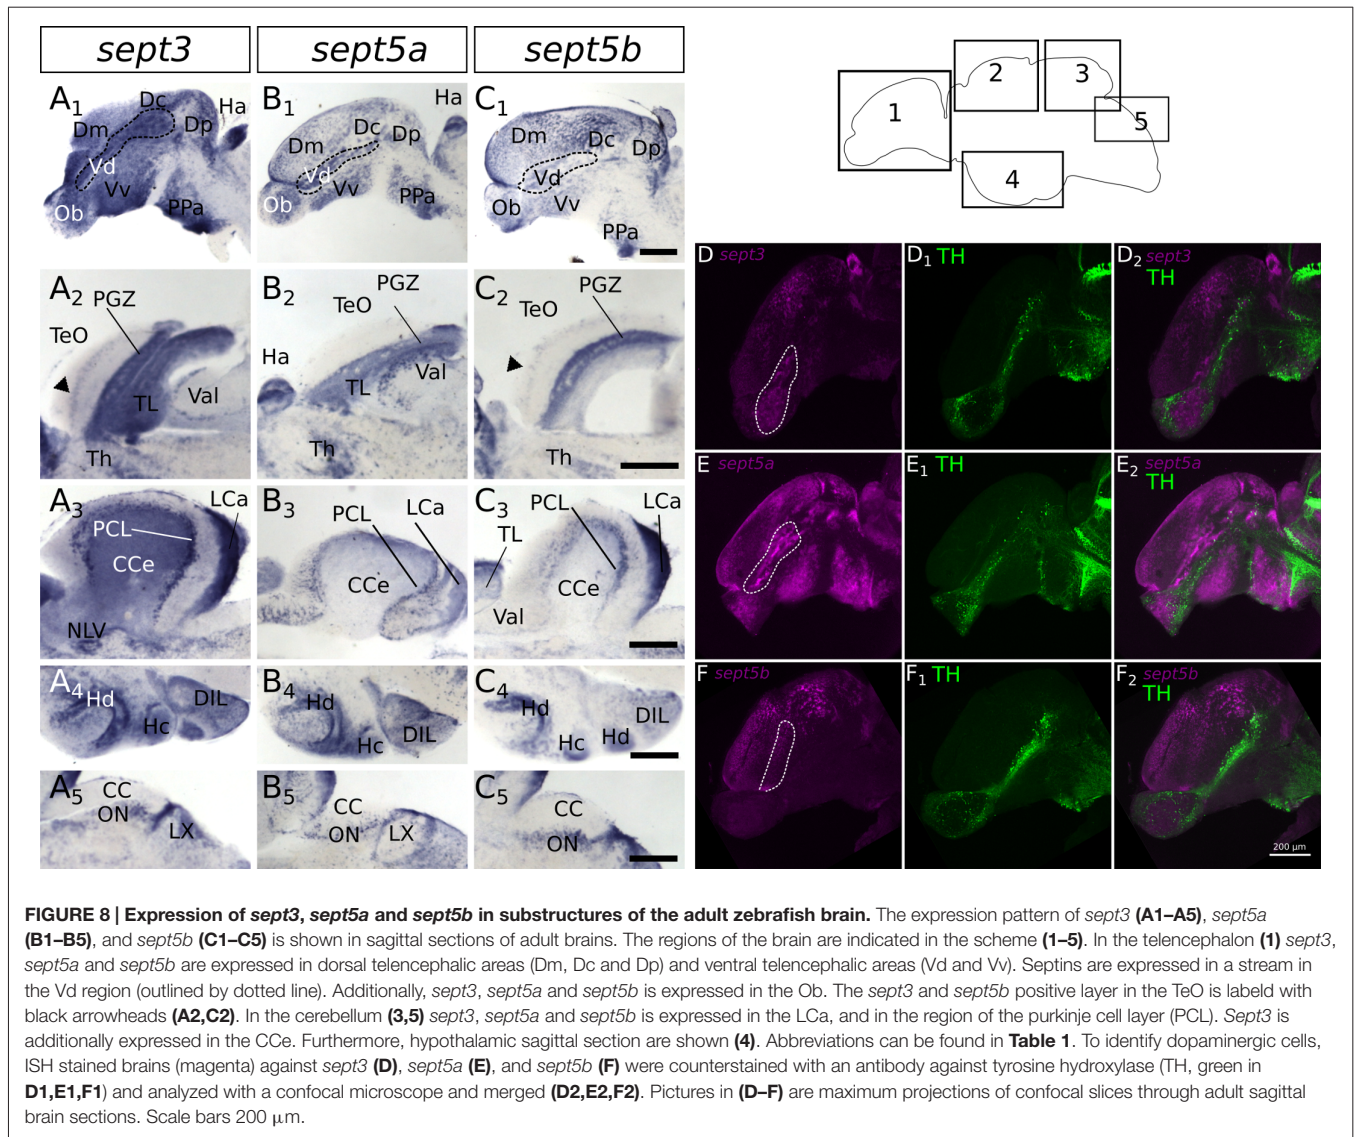 sept3 sept5a sept5b
A1 Dc Ha Dm Dp Vd Vv Ob PPa
B1 Ha Dc Dp Dm Vd Vv Ob PPa
C1 Dm Dc Dp Vd Ob Vv PPa
1 2 3 5 4
A2 PGZ TeO TL Val Th
B2 PGZ TeO Ha Val TL Th
C2 PGZ TeO Th
A3 LCa PCL CCe NLV
B3 LCa PCL CCe
C3 LCa PCL TL CCe Val
A4 Hd DIL Hc
B4 Hd DIL Hc
C4 Hd DIL Hc Hd
A5 CC ON LX
B5 CC ON LX
C5 CC ON
D sept3
D1 TH
D2 sept3
TH
E sept5a
E1 TH
E2 sept5a
TH
F sept5b
F1 TH
F2 sept5b
TH
200 µm
FIGURE 8 | Expression of sept3, sept5a and sept5b in substructures of the adult zebrafish brain. The expression pattern of sept3 (A1–A5), sept5a
(B1–B5), and sept5b (C1–C5) is shown in sagittal sections of adult brains. The regions of the brain are indicated in the scheme (1–5). In the telencephalon (1) sept3,
sept5a and sept5b are expressed in dorsal telencephalic areas (Dm, Dc and Dp) and ventral telencephalic areas (Vd and Vv). Septins are expressed in a stream in
the Vd region (outlined by dotted line). Additionally, sept3, sept5a and sept5b is expressed in the Ob. The sept3 and sept5b positive layer in the TeO is labeld with
black arrowheads (A2,C2). In the cerebellum (3,5) sept3, sept5a and sept5b is expressed in the LCa, and in the region of the purkinje cell layer (PCL). Sept3 is
additionally expressed in the CCe. Furthermore, hypothalamic sagittal section are shown (4). Abbreviations can be found in Table 1. To identify dopaminergic cells,
ISH stained brains (magenta) against sept3 (D), sept5a (E), and sept5b (F) were counterstained with an antibody against tyrosine hydroxylase (TH, green in
D1,E1,F1) and analyzed with a confocal microscope and merged (D2,E2,F2). Pictures in (D–F) are maximum projections of confocal slices through adult sagittal
brain sections. Scale bars 200 µm.